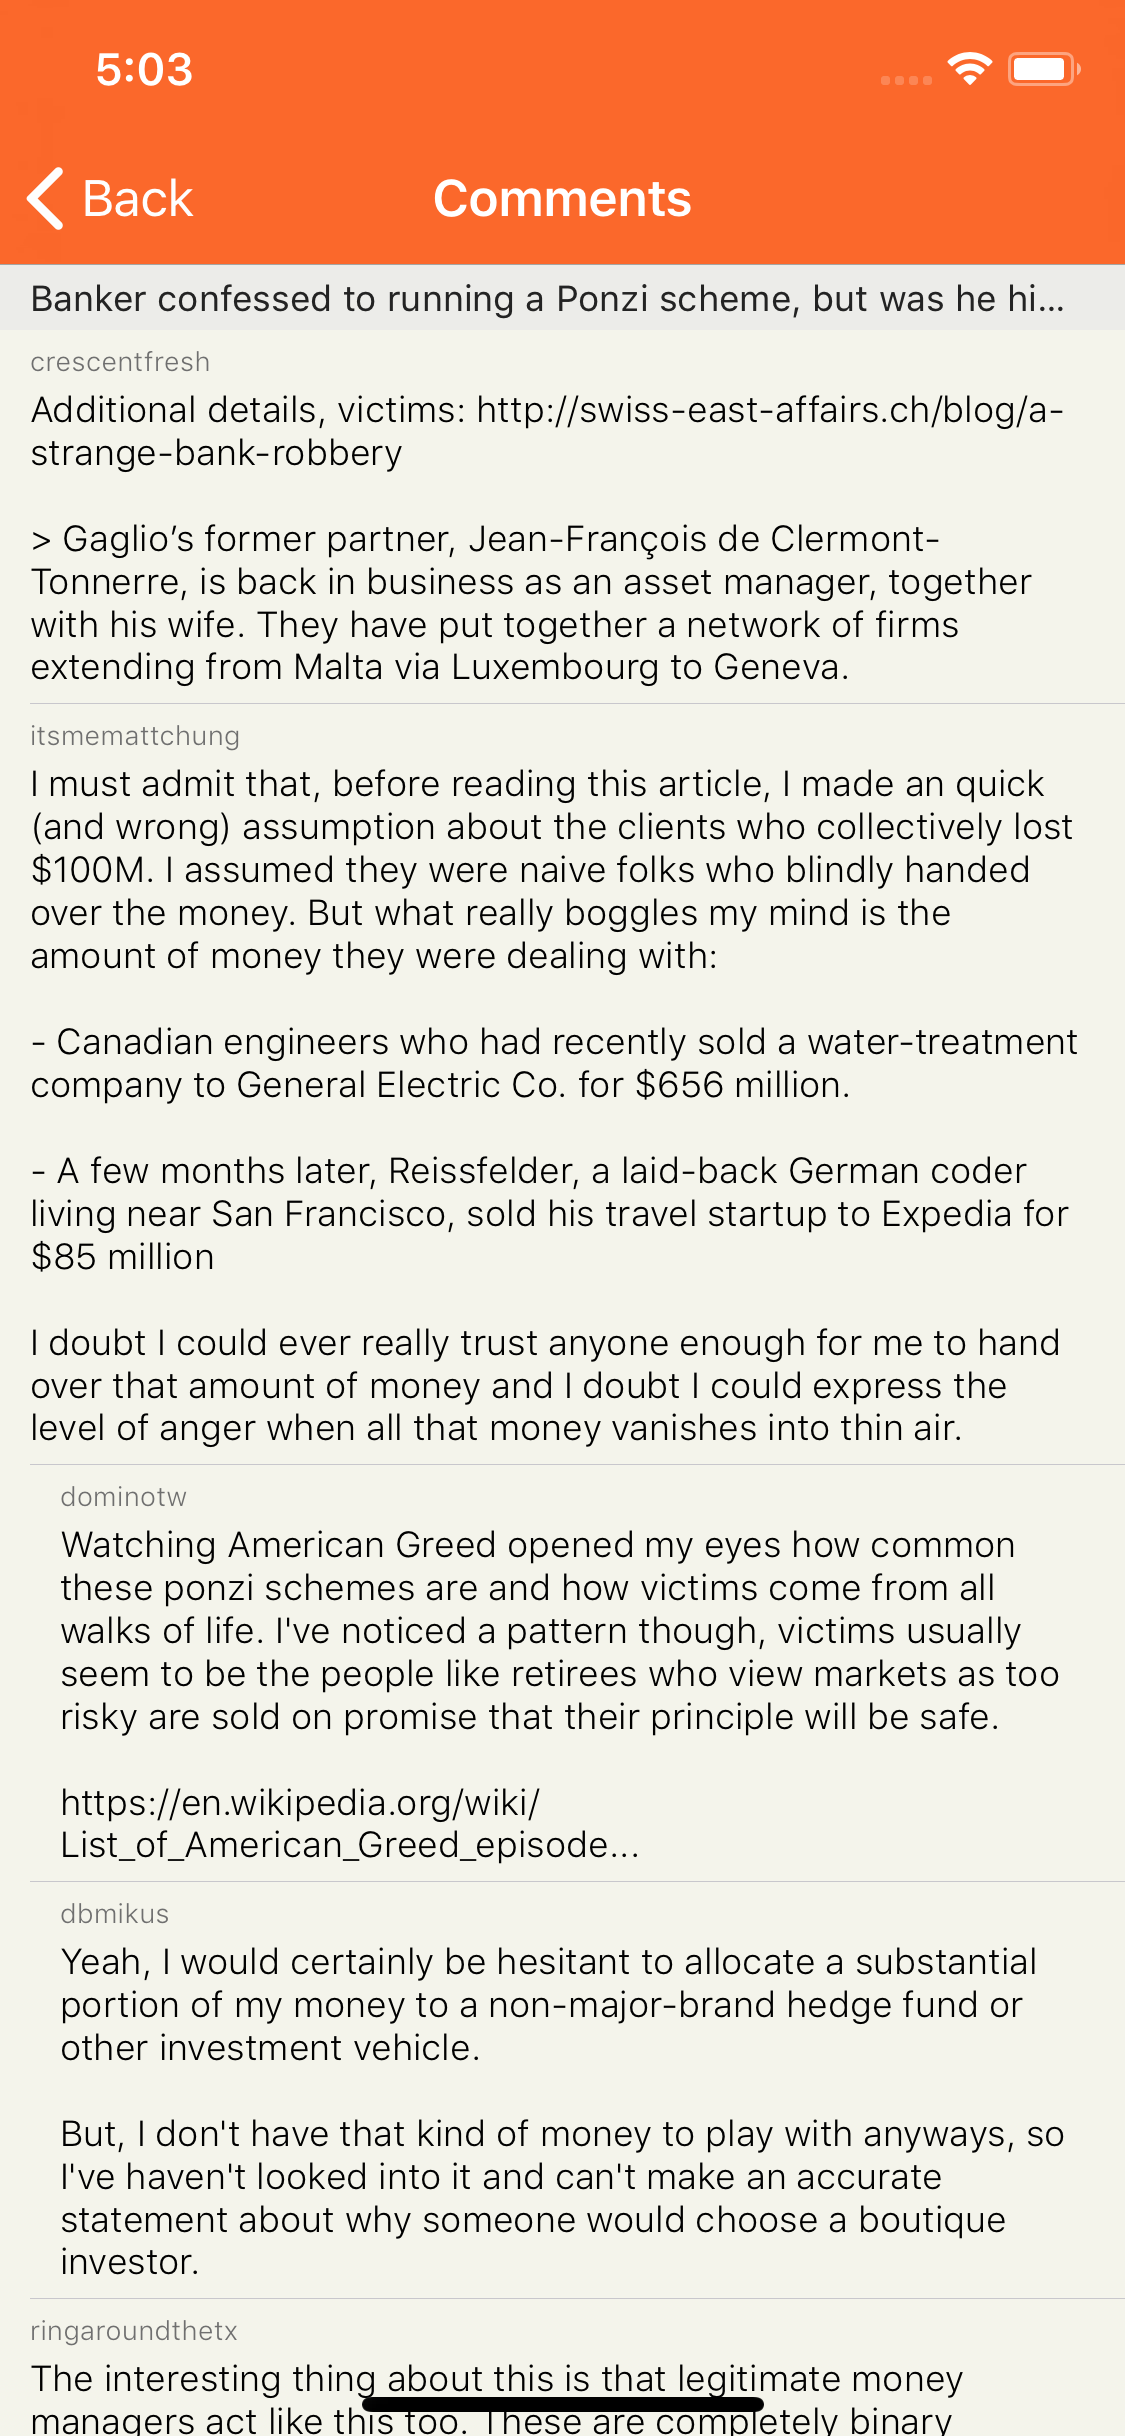 5:03
Back
Comments
Banker confessed to running a Ponzi scheme, but was he hi...
crescentfresh
Additional details, victims: http://swiss-east-affairs.ch/blog/a-
strange-bank-robbery
> Gaglio’s former partner, Jean-François de Clermont-
Tonnerre, is back in business as an asset manager, together
with his wife. They have put together a network of firms
extending from Malta via Luxembourg to Geneva.
itsmemattchung
I must admit that, before reading this article, I made an quick
(and wrong) assumption about the clients who collectively lost
$100M. I assumed they were naive folks who blindly handed
over the money. But what really boggles my mind is the
amount of money they were dealing with:
- Canadian engineers who had recently sold a water-treatment
company to General Electric Co. for $656 million.
- A few months later, Reissfelder, a laid-back German coder
living near San Francisco, sold his travel startup to Expedia for
$85 million
I doubt I could ever really trust anyone enough for me to hand
over that amount of money and I doubt I could express the
level of anger when all that money vanishes into thin air.
dominotw
Watching American Greed opened my eyes how common
these ponzi schemes are and how victims come from all
walks of life. I've noticed a pattern though, victims usually
seem to be the people like retirees who view markets as too
risky are sold on promise that their principle will be safe.
https://en.wikipedia.org/wiki/
List_of_American_Greed_episode...
dbmikus
Yeah, I would certainly be hesitant to allocate a substantial
portion of my money to a non-major-brand hedge fund or
other investment vehicle.
But, I don't have that kind of money to play with anyways, so
I've haven't looked into it and can't make an accurate
statement about why someone would choose a boutique
investor.
ringaroundthetx
The interesting thing about this is that legitimate money
managers act like this too. These are completely binary